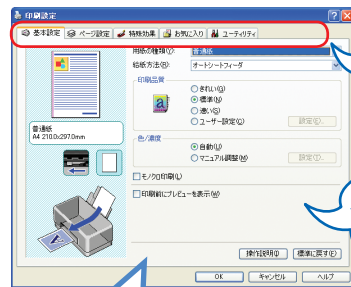 印刷設定
基本設定 ページ設定 特殊効果 お気に入り ユーティリティ
用紙の種類(Y): 普通紙
給紙方法(R): オートシートフィーダ
印刷品質
きれい(G)
標準(N)
速い(S)
ユーザー設定(C) 設定(E)...
色/濃度
自動(U)
マニュアル調整(M) 設定(T)...
普通紙
A4 210.0x297.0mm
モノクロ印刷(L)
印刷前にプレビューを表示(W)
操作説明(I) 標準に戻す(F)
OK キャンセル ヘルプ